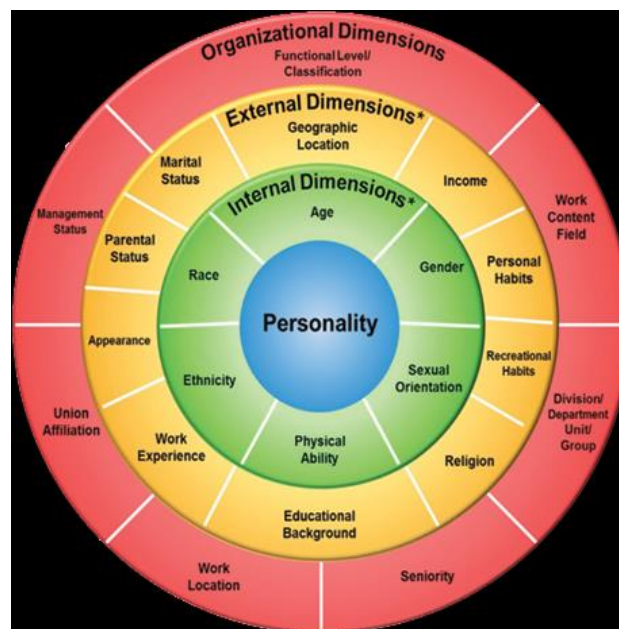 Organizational Dimensions
Functional Level/
Classification
External Dimensions*
Geographic
Location
Marital
Status
Income
Internal Dimensions*
Age
Management
Status
Work
Content
Field
Parental
Status
Personal
Habits
Race
Gender
Personality
Appearance
Recreational
Habits
Ethnicity
Sexual
Orientation
Union
Affiliation
Division/
Department
Unit/
Group
Work
Experience
Physical
Ability
Religion
Educational
Background
Work
Location
Seniority